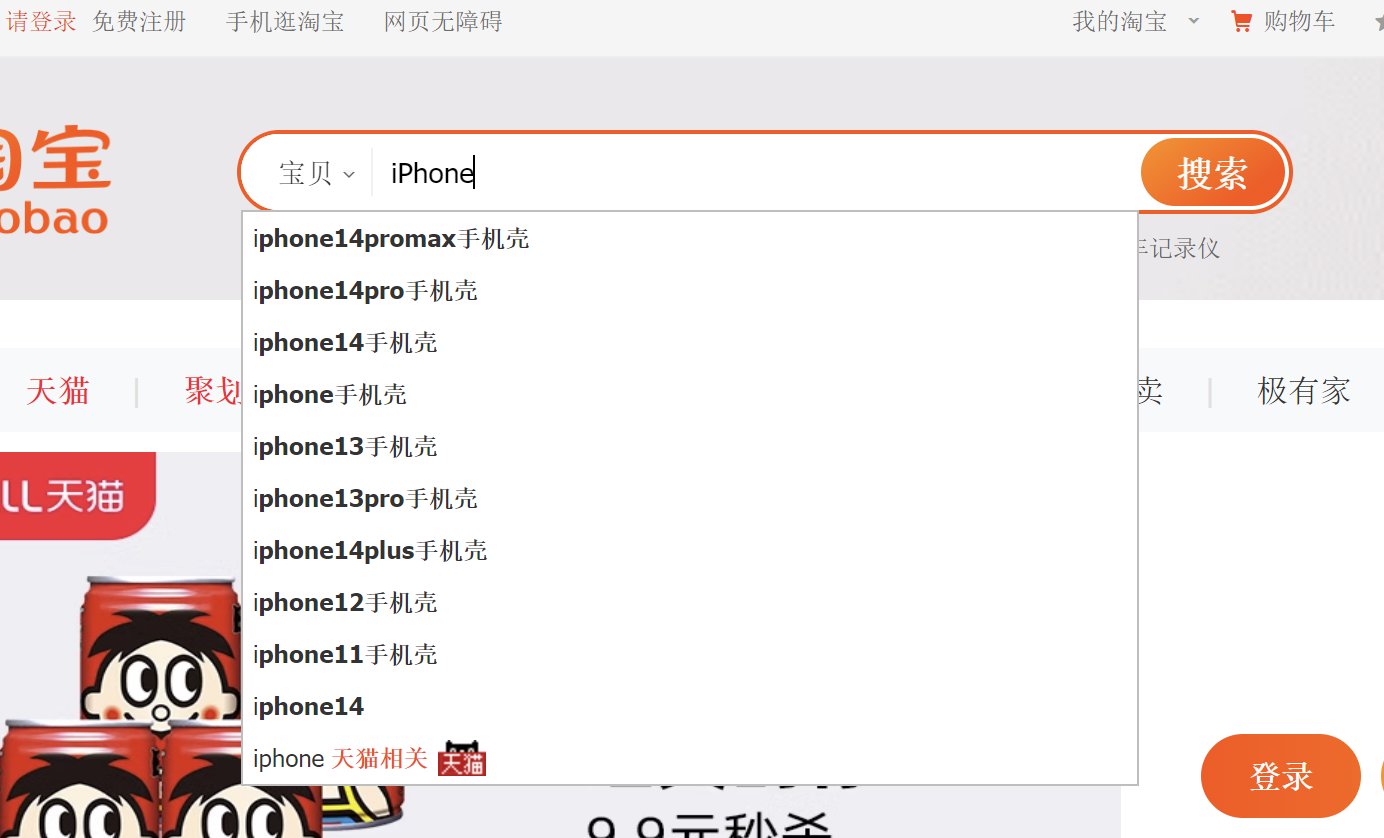 请登录 免费注册 手机逛淘宝 网页无障碍 我的淘宝 购物车
淘宝
obao
宝贝 iPhone 搜索
iphone14promax手机壳
iphone14pro手机壳
车记录仪
iphone14手机壳
天猫 聚划 卖 极有家
iphone手机壳
iphone13手机壳
LL天猫
iphone13pro手机壳
iphone14plus手机壳
iphone12手机壳
iphone11手机壳
iphone14
iphone 天猫相关 天猫
登录
9.9元秒杀